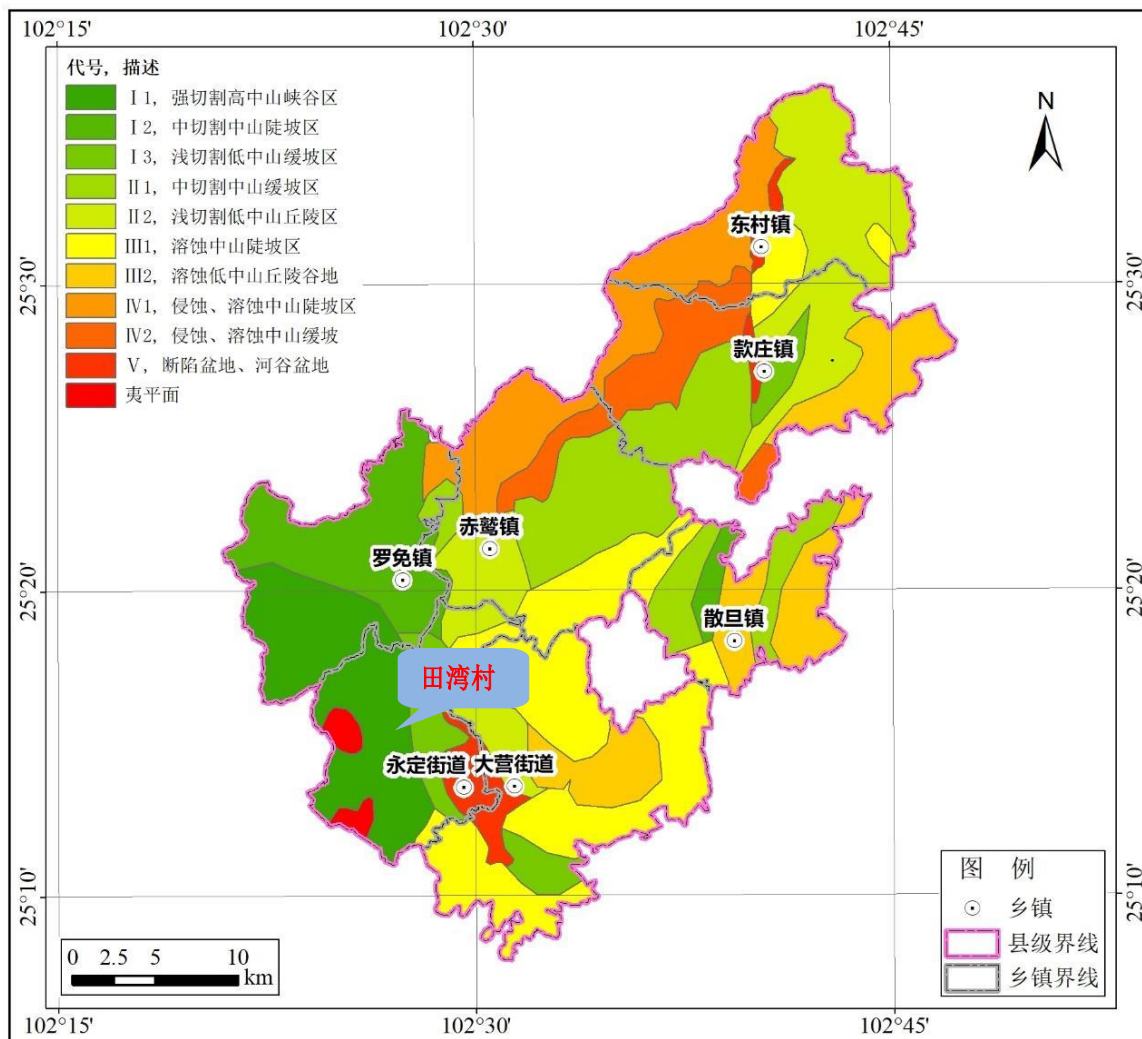 102°15'
102°30'
102°45'
代号，描述
Ⅰ1，强切割高中山峡谷区
Ⅰ2，中切割中山陡坡区
Ⅰ3，浅切割低中山缓坡区
Ⅱ1，中切割中山缓坡区
Ⅱ2，浅切割低中山丘陵区
Ⅲ1，溶蚀中山陡坡区
Ⅲ2，溶蚀低中山丘陵谷地
Ⅳ1，侵蚀、溶蚀中山陡坡区
Ⅳ2，侵蚀、溶蚀中山缓坡
Ⅴ，断陷盆地、河谷盆地
夷平面
N
东村镇
25°30'
25°30'
款庄镇
赤鹫镇
罗免镇
25°20'
25°20'
散旦镇
田湾村
永定街道
大营街道
25°10'
25°10'
图 例
乡镇
县级界线
乡镇界线
0 2.5 5 10
km
102°15'
102°30'
102°45'